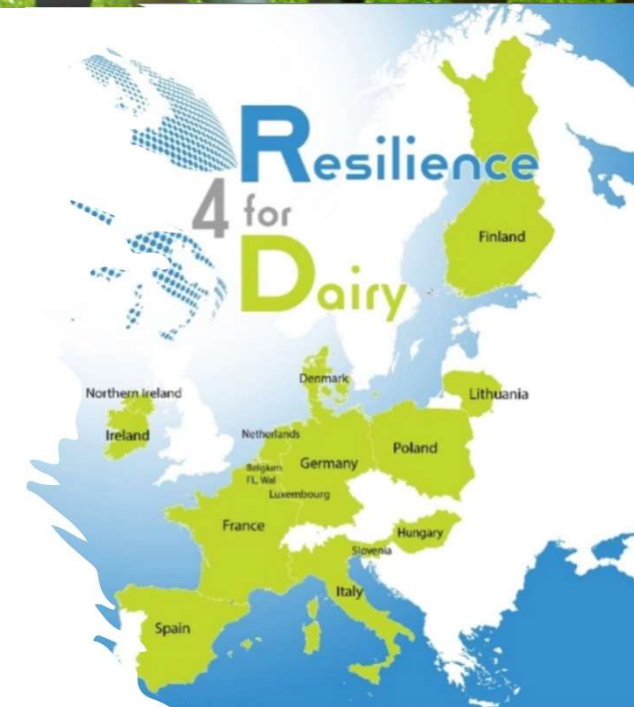 Resilience
4 for
Dairy
Finland
Denmark
Lithuania
Northern Ireland
Ireland
Netherlands
Poland
Germany
Belgium
FL, Wal
Luxembourg
France
Hungary
Slovenia
Italy
Spain